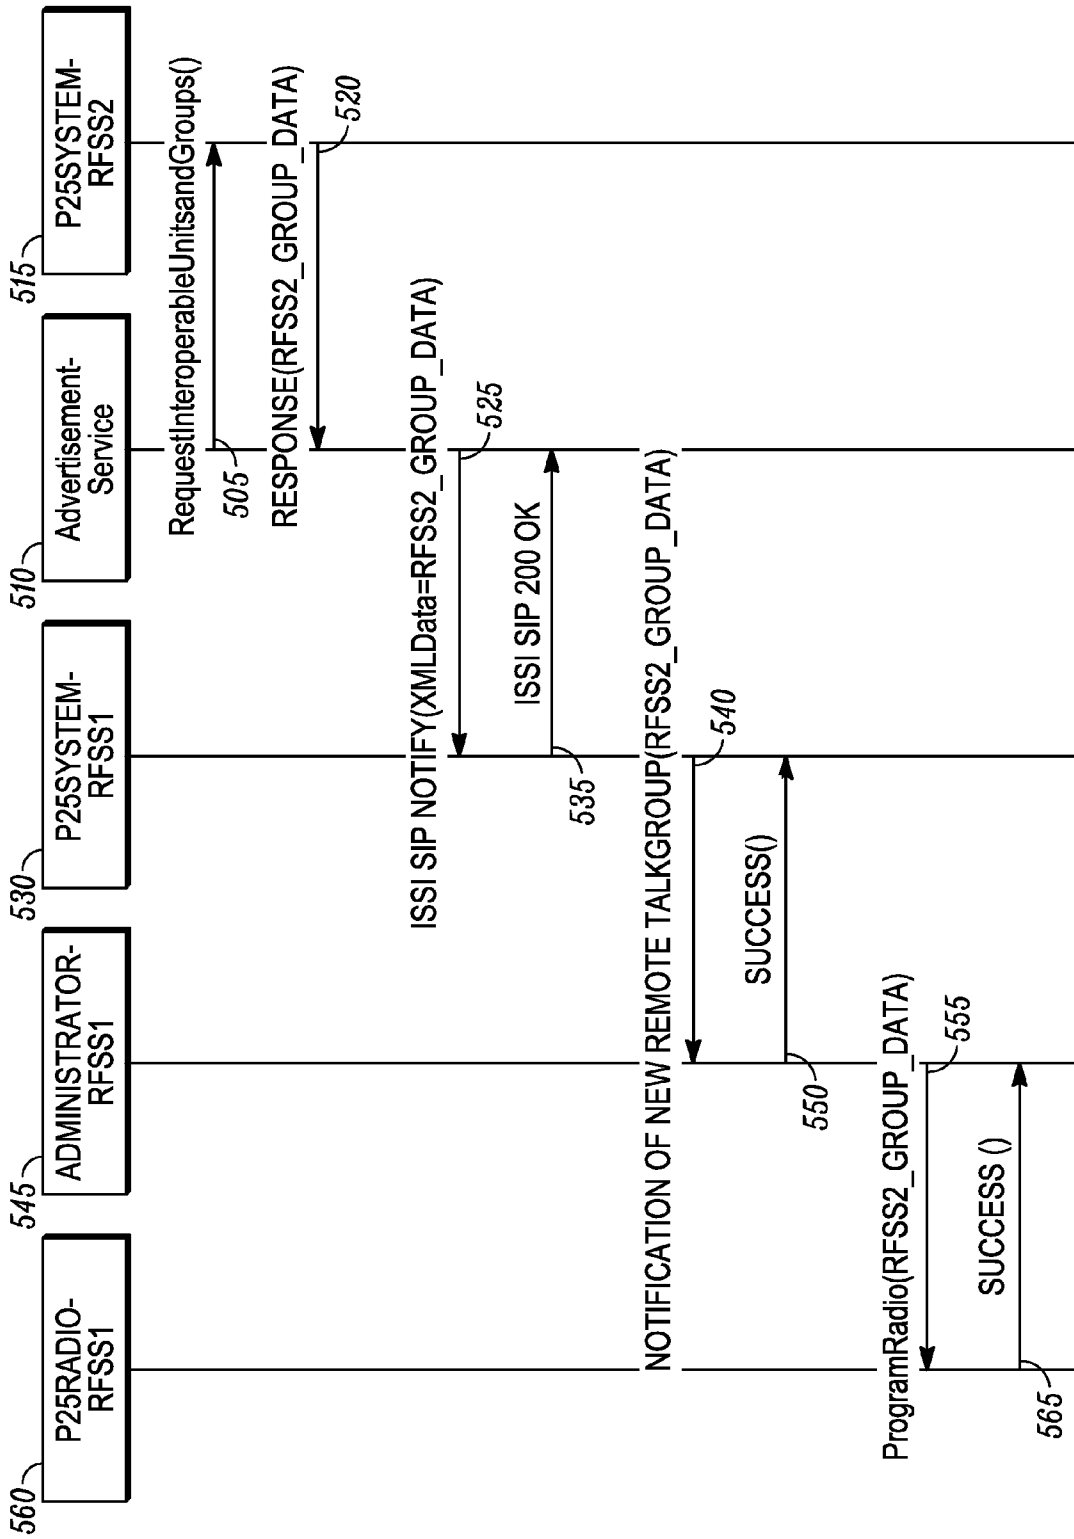 560
P25RADIO-
RFSS1
545
ADMINISTRATOR-
RFSS1
530
P25SYSTEM-
RFSS1
510
Advertisement-
Service
515
P25SYSTEM-
RFSS2
RequestInteroperableUnitsandGroups()
505
RESPONSE(RFSS2_GROUP_DATA)
520
ISSI SIP NOTIFY(XMLData=RFSS2_GROUP_DATA)
525
ISSI SIP 200 OK
535
NOTIFICATION OF NEW REMOTE TALKGROUP(RFSS2_GROUP_DATA)
540
SUCCESS()
550
ProgramRadio(RFSS2_GROUP_DATA)
555
SUCCESS ()
565